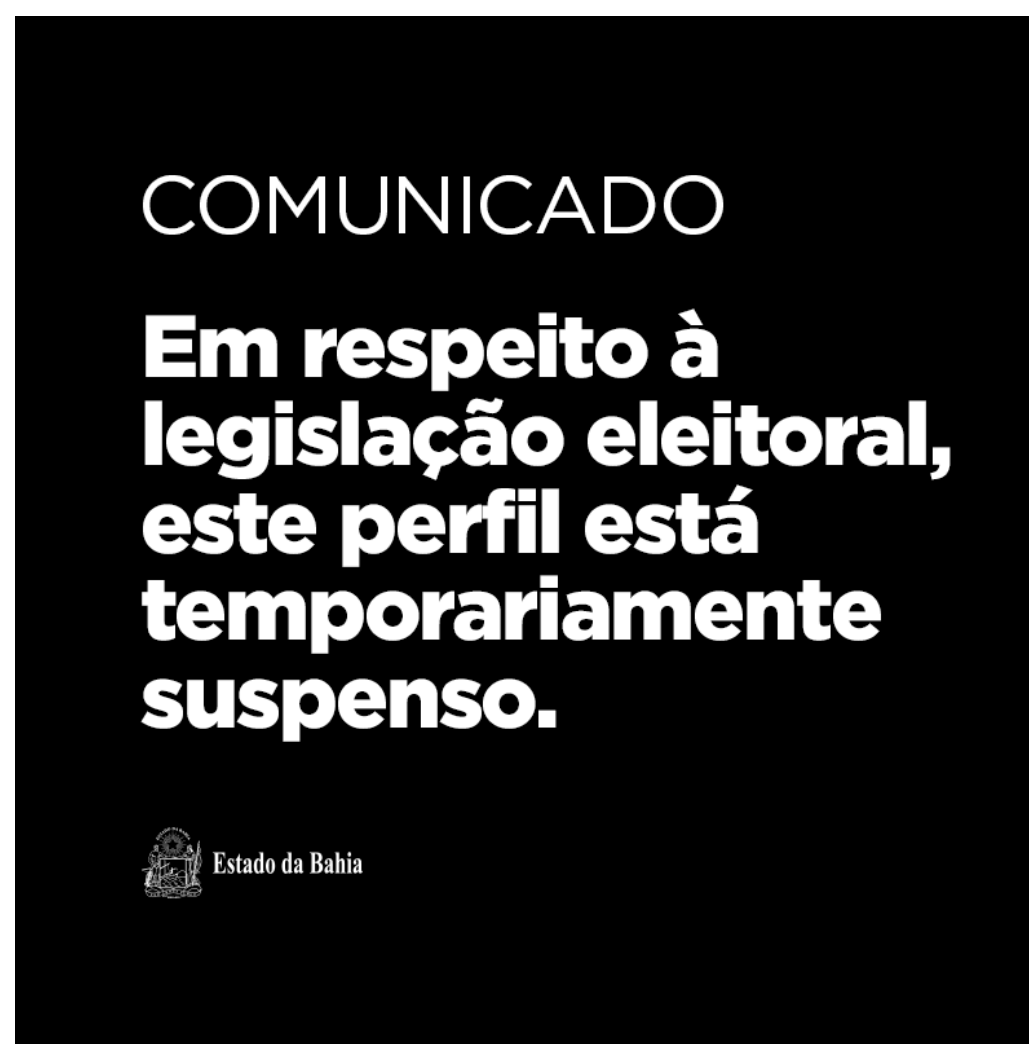 COMUNICADO
Em respeito à
legislação eleitoral,
este perfil está
temporariamente
suspenso.
Estado da Bahia